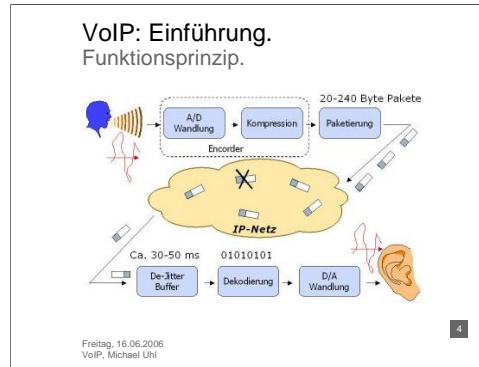 VoIP: Einführung.
Funktionsprinzip.
20-240 Byte Pakete
A/D
Wandlung
Kompression
Paketierung
Encorder
IP-Netz
Ca. 30-50 ms
01010101
De-Jitter
Buffer
Dekodierung
D/A
Wandlung
4
Freitag, 16.06.2006
VoIP, Michael Uhl